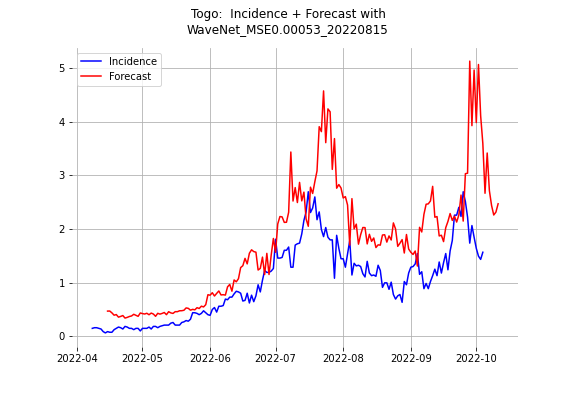 Togo:  Incidence + Forecast with
WaveNet_MSE0.00053_20220815
Incidence
Forecast
5
4
3
2
1
0
2022-04 2022-05 2022-06 2022-07 2022-08 2022-09 2022-10